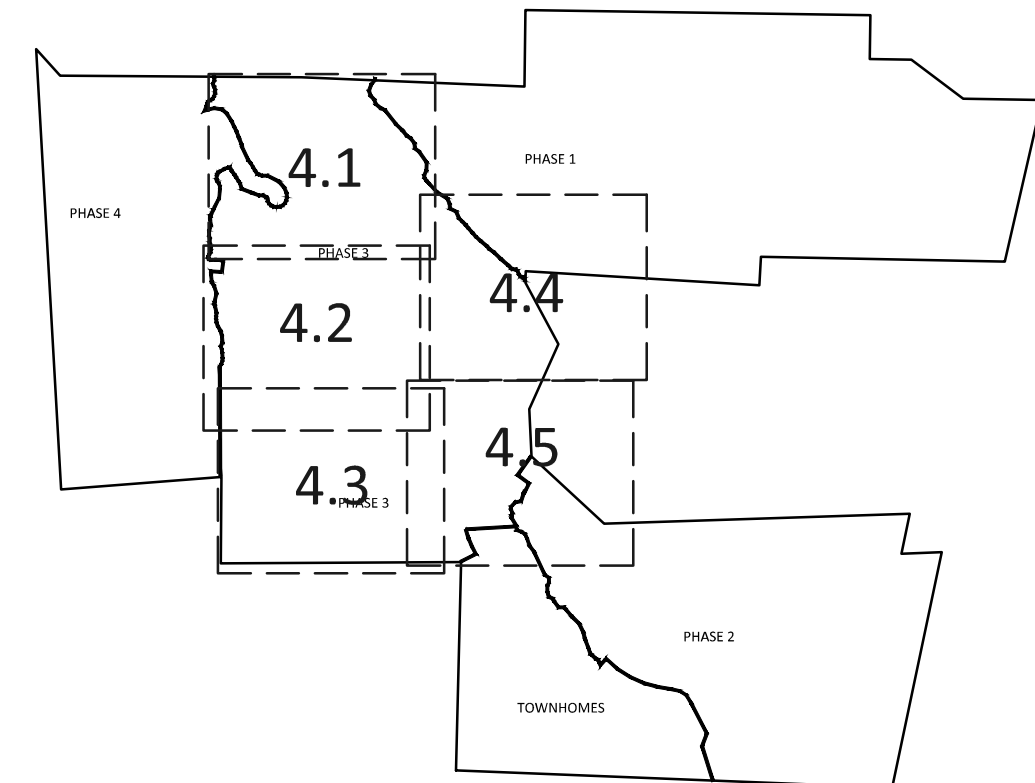 PHASE 1
4.1
PHASE 4
PHASE 3
4.4
4.2
4.5
4.3
PHASE 3
PHASE 2
TOWNHOMES